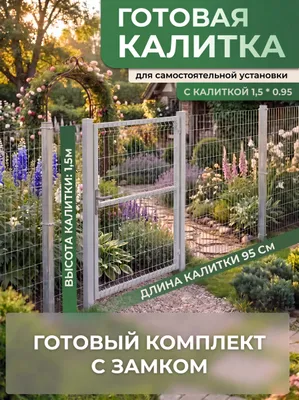 ГОТОВАЯ
КАЛИТКА
для самостоятельной установки
С КАЛИТКОЙ 1,5 * 0.95
ВЫСОТА КАЛИТКИ: 1,5м
ДЛИНА КАЛИТКИ 95 См
ГОТОВЫЙ КОМПЛЕКТ
С ЗАМКОМ